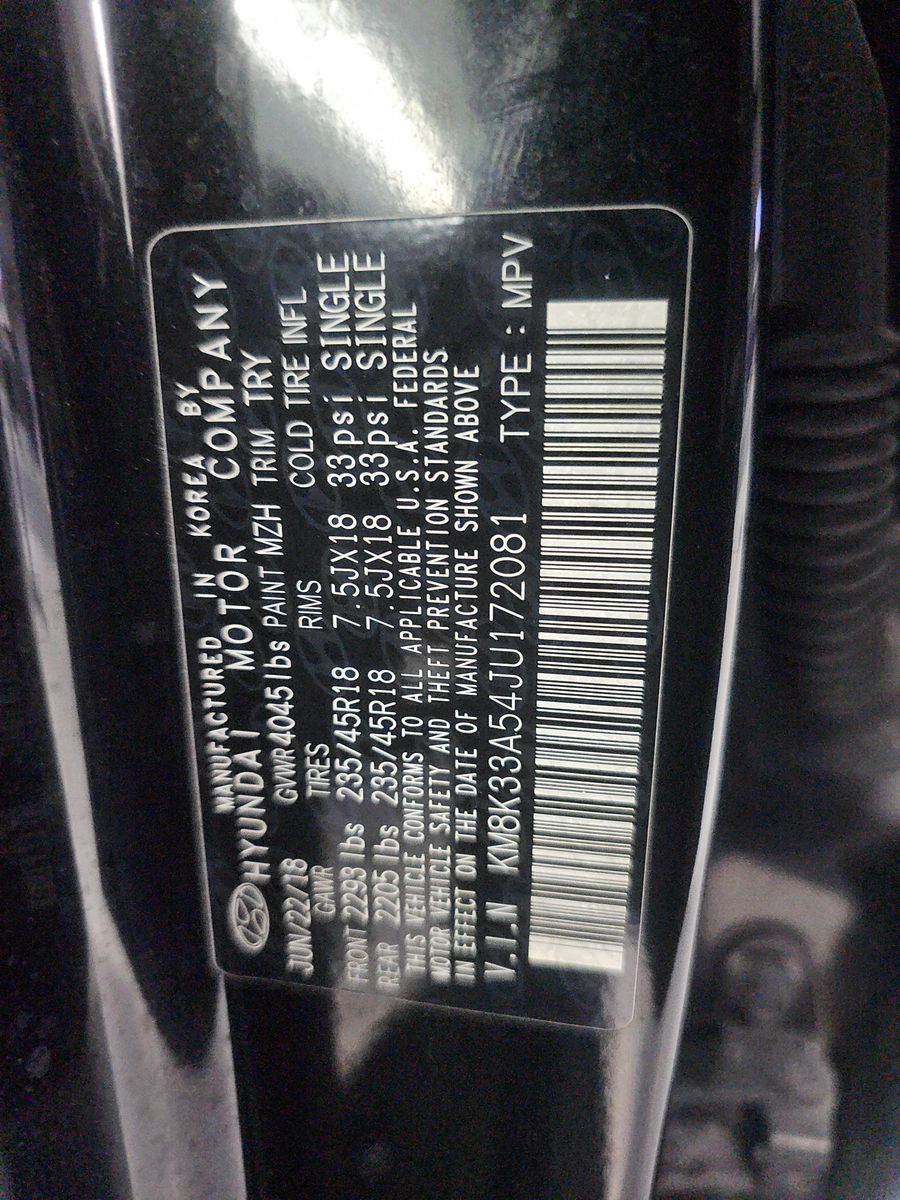 MANUFACTURED IN KOREA BY
HYUNDAI MOTOR COMPANY
JUN/22/18 GVWR4045lbs PAINT MZH TRIM TRY
GAWR TIRES RIMS COLD TIRE INFL
FRONT 2293 lbs 235/45R18 7.5JX18 33psi SINGLE
REAR 2205 lbs 235/45R18 7.5JX18 33psi SINGLE
THIS VEHICLE CONFORMS TO ALL APPLICABLE U.S.A. FEDERAL
MOTOR VEHICLE SAFETY AND THEFT PREVENTION STANDARDS
IN EFFECT ON THE DATE OF MANUFACTURE SHOWN ABOVE
V.I.N KM8K33A54JU172081 TYPE : MPV